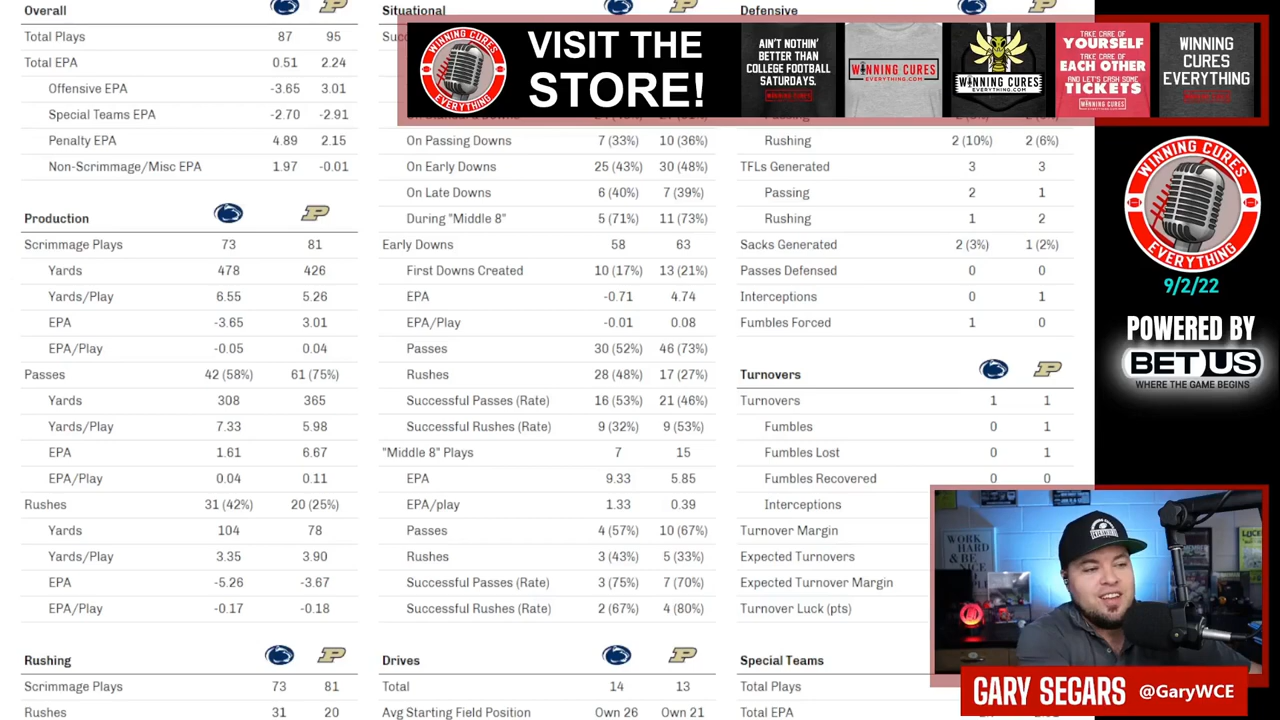 Overall P
Total Plays 87 95
Total EPA 0.51 2.24
Offensive EPA -3.65 3.01
Special Teams EPA -2.70 -2.91
Penalty EPA 4.89 2.15
Non-Scrimmage/Misc EPA 1.97 -0.01
Production P
Scrimmage Plays 73 81
Yards 478 426
Yards/Play 6.55 5.26
EPA -3.65 3.01
EPA/Play -0.05 0.04
Passes 42 (58%) 61 (75%)
Yards 308 365
Yards/Play 7.33 5.98
EPA 1.61 6.67
EPA/Play 0.04 0.11
Rushes 31 (42%) 20 (25%)
Yards 104 78
Yards/Play 3.35 3.90
EPA -5.26 -3.67
EPA/Play -0.17 -0.18
Rushing P
Scrimmage Plays 73 81
Rushes 31 20
Situational P
On Passing Downs 7 (33%) 10 (36%)
On Early Downs 25 (43%) 30 (48%)
On Late Downs 6 (40%) 7 (39%)
During "Middle 8" 5 (71%) 11 (73%)
Early Downs 58 63
First Downs Created 10 (17%) 13 (21%)
EPA -0.71 4.74
EPA/Play -0.01 0.08
Passes 30 (52%) 46 (73%)
Rushes 28 (48%) 17 (27%)
Successful Passes (Rate) 16 (53%) 21 (46%)
Successful Rushes (Rate) 9 (32%) 9 (53%)
"Middle 8" Plays 7 15
EPA 9.33 5.85
EPA/play 1.33 0.39
Passes 4 (57%) 10 (67%)
Rushes 3 (43%) 5 (33%)
Successful Passes (Rate) 3 (75%) 7 (70%)
Successful Rushes (Rate) 2 (67%) 4 (80%)
Drives P
Total 14 13
Avg Starting Field Position Own 26 Own 21
Defensive P
Rushing 2 (10%) 2 (6%)
TFLs Generated 3 3
Passing 2 1
Rushing 1 2
Sacks Generated 2 (3%) 1 (2%)
Passes Defensed 0 0
Interceptions 0 1
Fumbles Forced 1 0
Turnovers P
Turnovers 1 1
Fumbles 0 1
Fumbles Lost 0 1
Fumbles Recovered 0 0
Interceptions
Turnover Margin
Expected Turnovers
Expected Turnover Margin
Turnover Luck (pts)
Special Teams
Total Plays
Total EPA
WINNING CURES
EVERYTHING
VISIT THE
STORE!
AIN'T NOTHIN'
BETTER THAN
COLLEGE FOOTBALL
SATURDAYS.
WINNING CURES
EVERYTHING.COM
WINNING CURES
EVERYTHING.COM
TAKE CARE OF
YOURSELF
TAKE CARE OF
EACH OTHER
AND LET'S CASH SOME
TICKETS
WINNING CURES
WINNING
CURES
EVERYTHING
WINNING CURES
EVERYTHING
9/2/22
POWERED BY
BETUS
WHERE THE GAME BEGINS
WORK
HARD
& BE
GARY SEGARS @GaryWCE